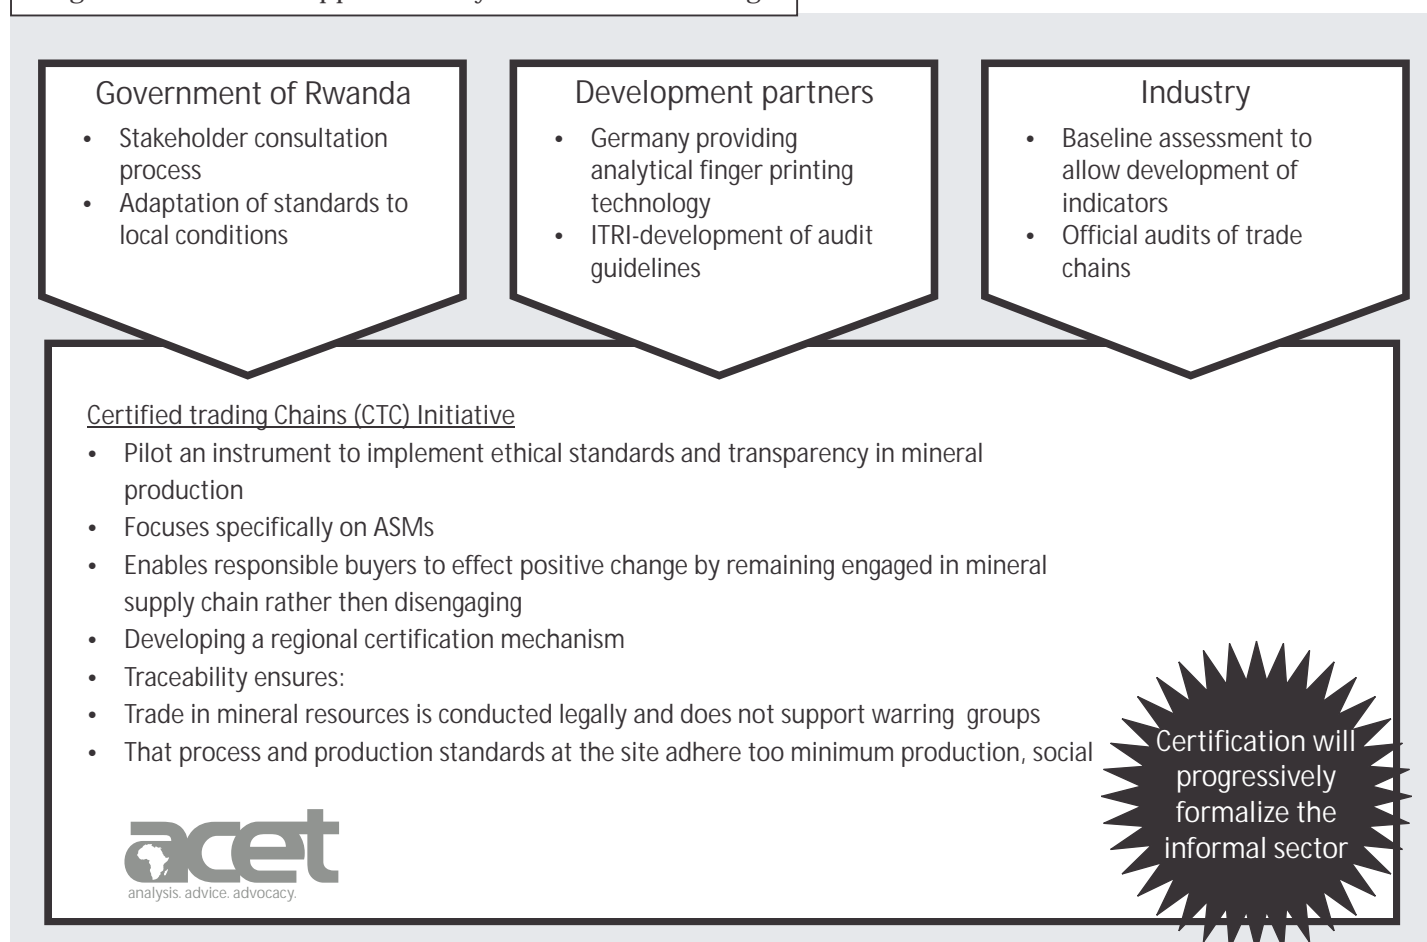 Government of Rwanda
• Stakeholder consultation
process
• Adaptation of standards to
local conditions
Development partners
• Germany providing
analytical finger printing
technology
• ITRI-development of audit
guidelines
Industry
• Baseline assessment to
allow development of
indicators
• Official audits of trade
chains
Certified trading Chains (CTC) Initiative
• Pilot an instrument to implement ethical standards and transparency in mineral
production
• Focuses specifically on ASMs
• Enables responsible buyers to effect positive change by remaining engaged in mineral
supply chain rather then disengaging
• Developing a regional certification mechanism
• Traceability ensures:
• Trade in mineral resources is conducted legally and does not support warring groups
• That process and production standards at the site adhere too minimum production, social
Certification will
progressively
formalize the
informal sector
acet
analysis. advice. advocacy.